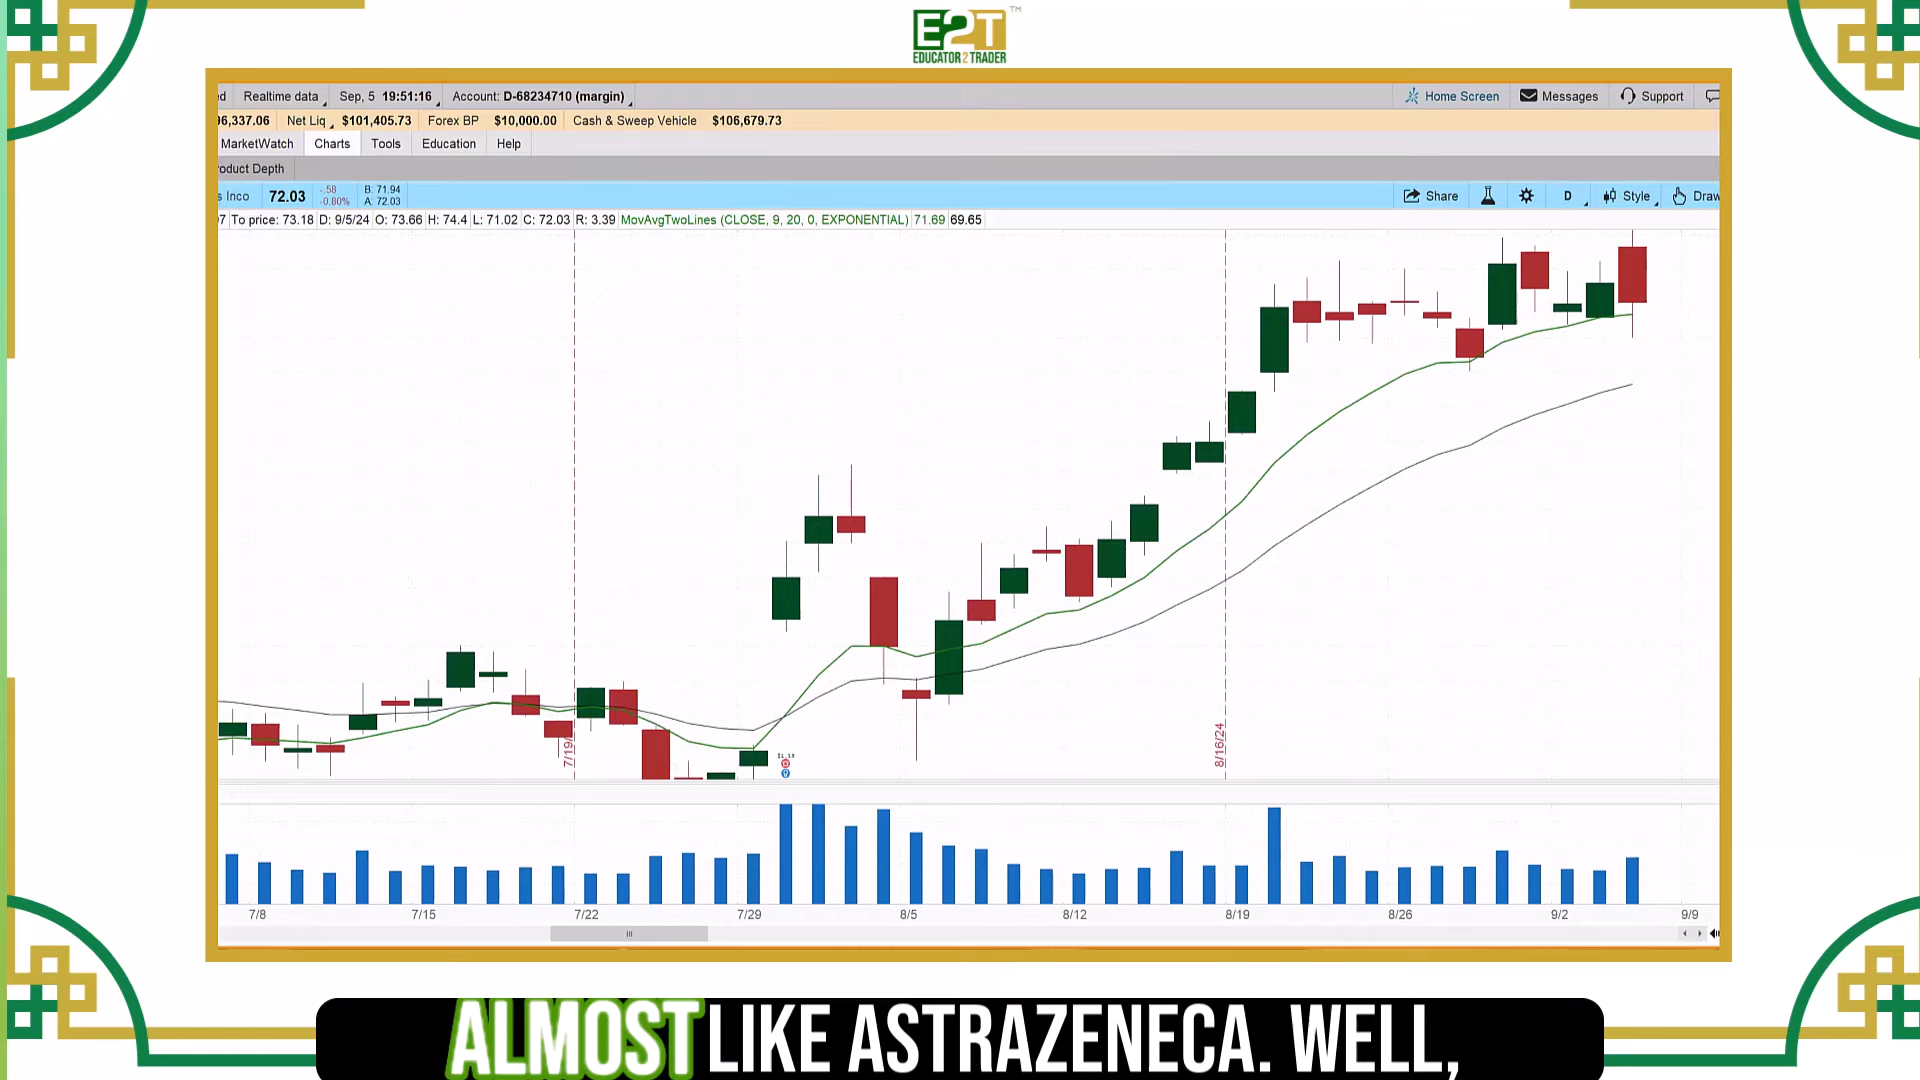 E2T ™
EDUCATOR2TRADER
ed Realtime data Sep, 5 19:51:16 Account: D-68234710 (margin) Home Screen Messages Support
96,337.06 Net Liq $101,405.73 Forex BP $10,000.00 Cash & Sweep Vehicle $106,679.73
MarketWatch Charts Tools Education Help
roduct Depth
s Inco 72.03 -.58 -0.80% B: 71.94 A: 72.03 Share D Style Draw
7 To price: 73.18 D: 9/5/24 O: 73.66 H: 74.4 L: 71.02 C: 72.03 R: 3.39 MovAvgTwoLines (CLOSE, 9, 20, 0, EXPONENTIAL) 71.69 69.65
7/19/
8/16/24
7/8 7/15 7/22 7/29 8/5 8/12 8/19 8/26 9/2 9/9
ALMOST LIKE ASTRAZENECA. WELL,